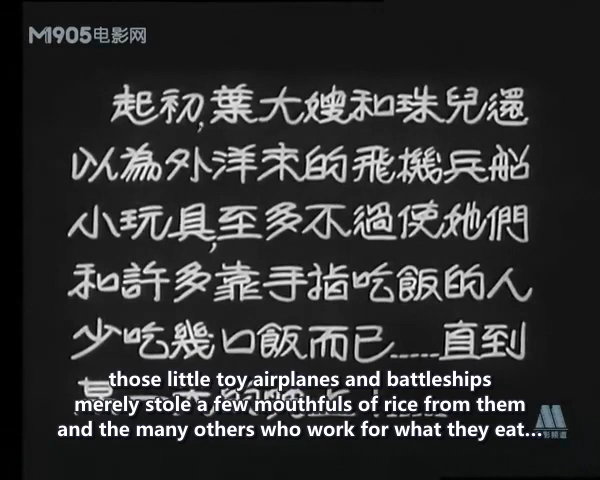 M1905电影网
起初,葉大嫂和珠兒還
以為外洋來的飛機兵船
小玩具,至多不過使她們
和許多靠手指吃飯的人
少吃幾口飯而已......直到
those little toy airplanes and battleships
merely stole a few mouthfuls of rice from them
and the many others who work for what they eat...